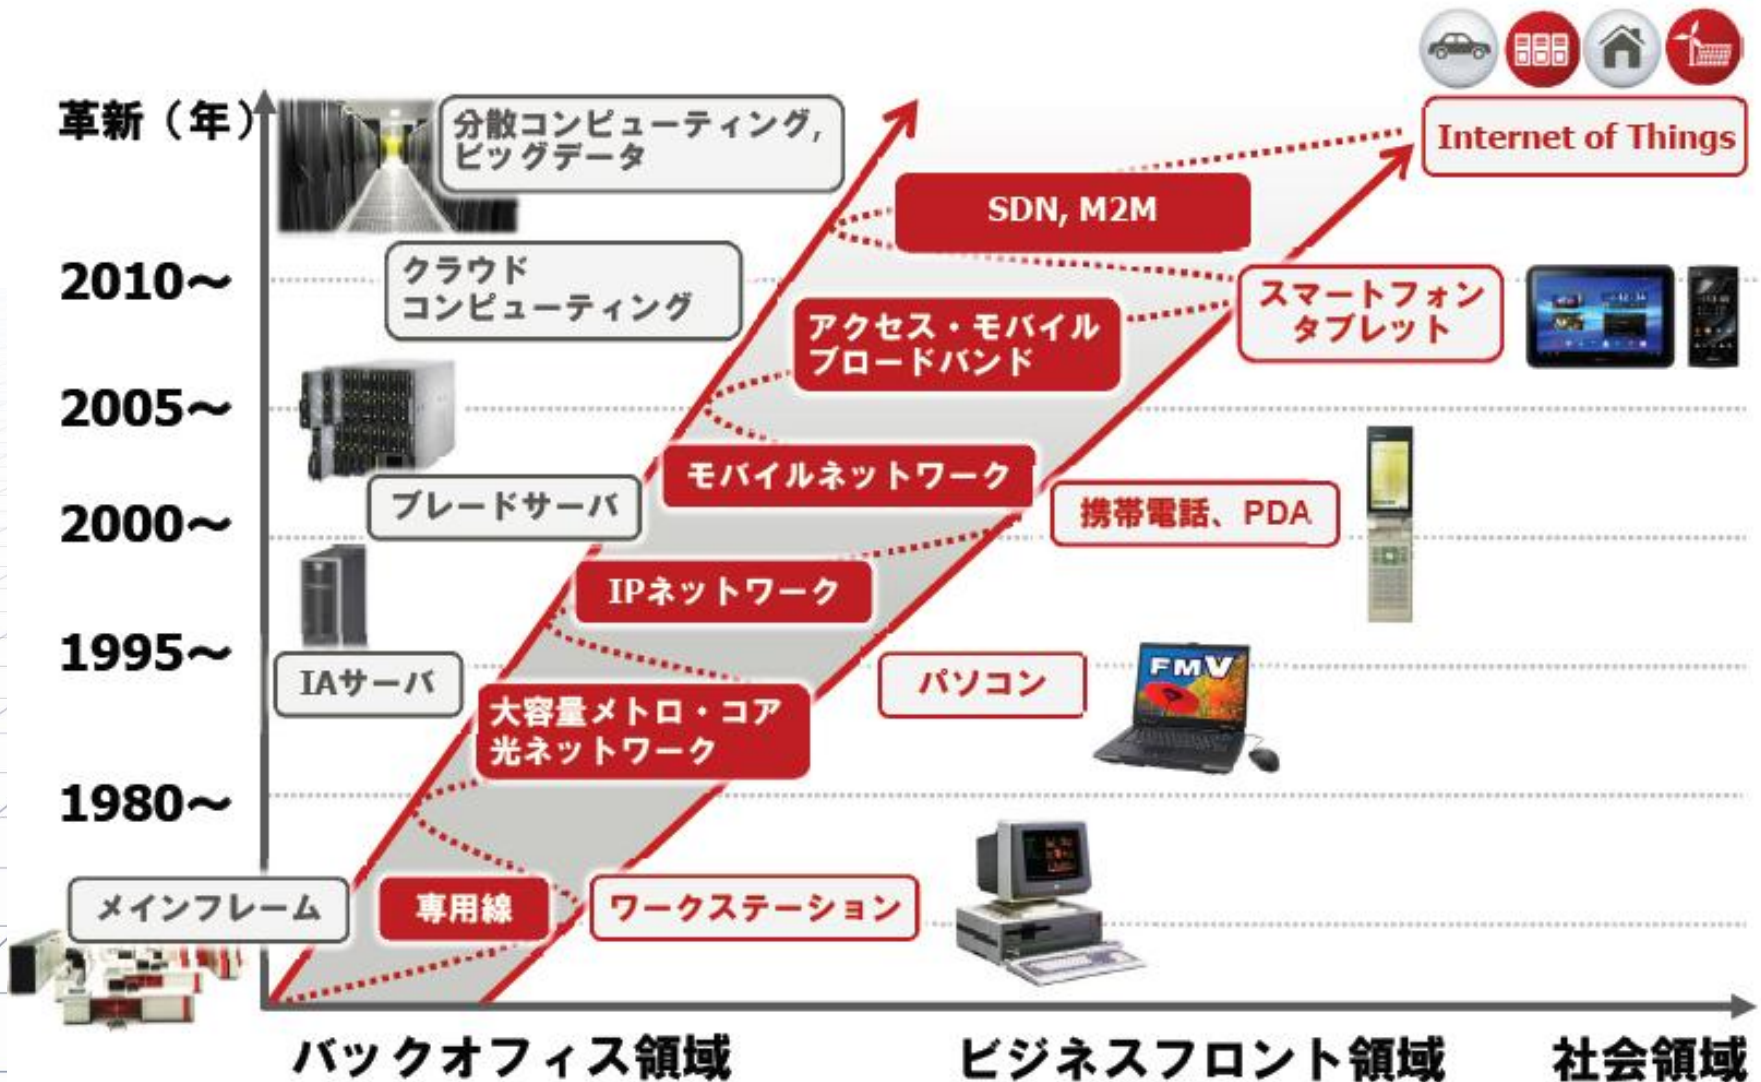 革新（年）
分散コンピューティング,
ビッグデータ
Internet of Things
SDN, M2M
2010～
クラウド
コンピューティング
スマートフォン
タブレット
アクセス・モバイル
ブロードバンド
2005～
モバイルネットワーク
ブレードサーバ
携帯電話、PDA
2000～
IPネットワーク
1995～
IAサーバ
パソコン
FMV
大容量メトロ・コア
光ネットワーク
1980～
メインフレーム
専用線
ワークステーション
バックオフィス領域
ビジネスフロント領域
社会領域